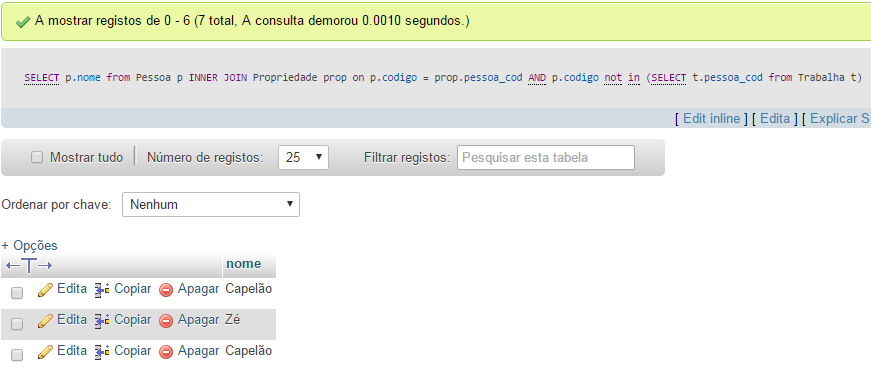 A mostrar registos de 0 - 6 (7 total, A consulta demorou 0.0010 segundos.)
SELECT p.nome from Pessoa p INNER JOIN Propriedade prop on p.codigo = prop.pessoa_cod AND p.codigo not in (SELECT t.pessoa_cod from Trabalha t)
[ Edit inline ] [ Edita ] [ Explicar S
Mostrar tudo Número de registos: 25 Filtrar registos: Pesquisar esta tabela
Ordenar por chave: Nenhum
+ Opções
←T→ nome
Edita Copiar Apagar Capelão
Edita Copiar Apagar Zé
Edita Copiar Apagar Capelão